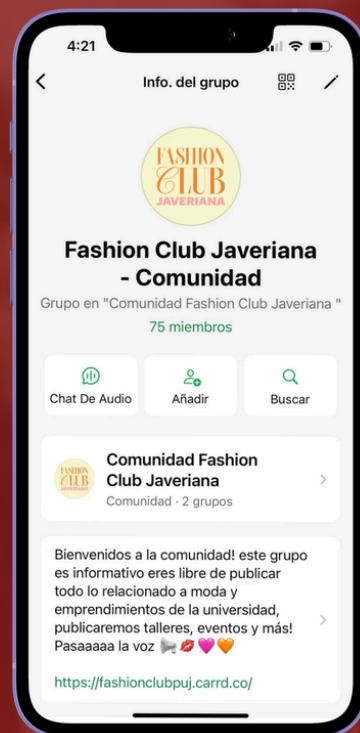 4:21
Info. del grupo
FASHION
CLUB
JAVERIANA
Fashion Club Javeriana
- Comunidad
Grupo en "Comunidad Fashion Club Javeriana "
75 miembros
Chat De Audio
Añadir
Buscar
FASHION
CLUB
Comunidad Fashion
Club Javeriana
Comunidad · 2 grupos
Bienvenidos a la comunidad! este grupo
es informativo eres libre de publicar
todo lo relacionado a moda y
emprendimientos de la universidad,
publicaremos talleres, eventos y más!
Pasaaaaa la voz 📢💋💗🧡
https://fashionclubpuj.carrd.co/